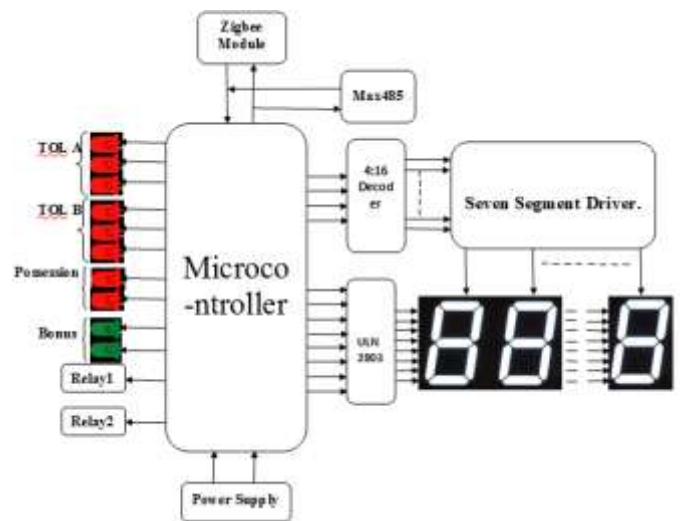 Zigbee
Module
Max485
TOL A
TOL B
Possession
Bonus
Relay1
Relay2
Microco
-ntroller
4:16
Decod
er
Seven Segment Driver.
ULN
2803
Power Supply